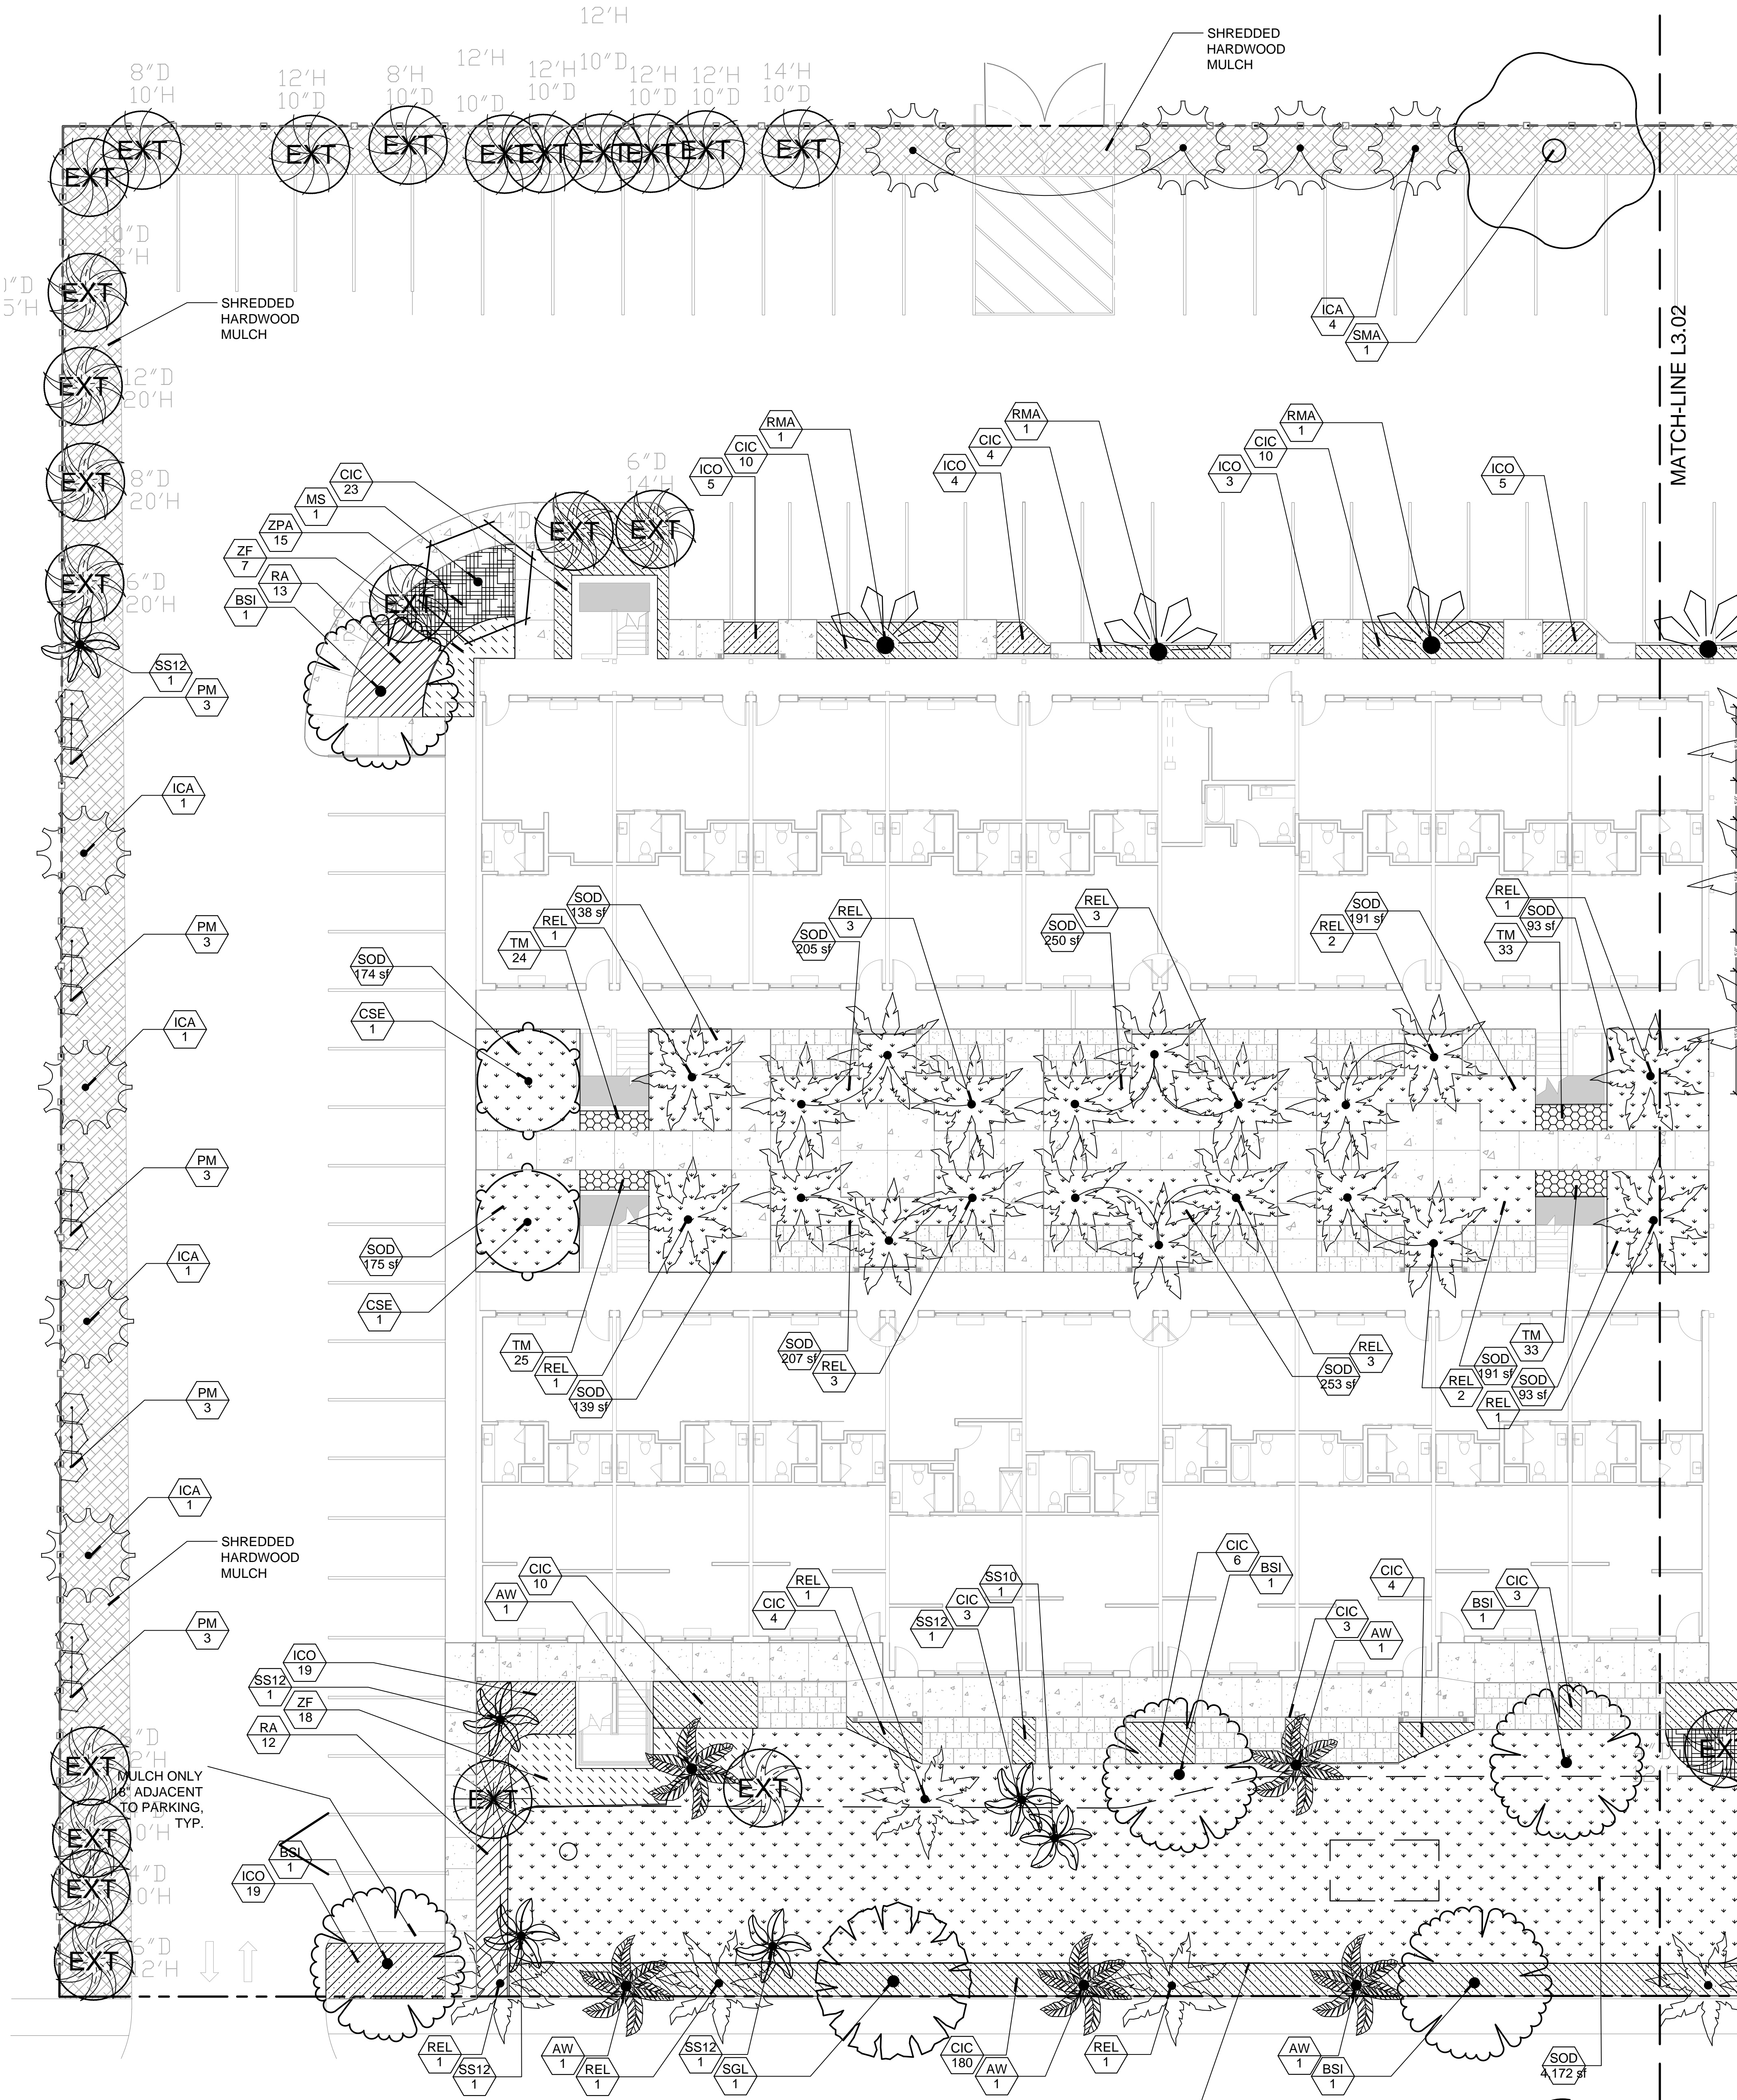 12'H
SHREDDED
HARDWOOD
MULCH
8"D
10'H
12'H
10"D
8'H
10"D
12'H
10"D
12'H
10"D
10"D
12'H
10"D
12'H
10"D
14'H
10"D
EXT
EXT
EXT
EXT
EXT
EXT
EXT
EXT
EXT
EXT
10"D
12'H
"D
5'H
EXT
SHREDDED
HARDWOOD
MULCH
ICA
4
SMA
1
MATCH-LINE L3.02
EXT
12"D
20'H
EXT
8"D
20'H
EXT
6"D
20'H
CIC
23
MS
1
ZPA
15
ZF
7
RA
13
BSI
1
6"D
14'H
4"D
EXT
EXT
EXT
ICO
5
CIC
10
RMA
1
ICO
4
CIC
4
RMA
1
ICO
3
CIC
10
RMA
1
ICO
5
SS12
1
PM
3
ICA
1
PM
3
ICA
1
PM
3
ICA
1
PM
3
ICA
1
SHREDDED
HARDWOOD
MULCH
PM
3
SOD
174 sf
CSE
1
TM
24
REL
1
SOD
138 sf
SOD
205 sf
REL
3
SOD
250 sf
REL
3
REL
2
SOD
191 sf
REL
1
SOD
93 sf
TM
33
SOD
175 sf
CSE
1
TM
25
REL
1
SOD
139 sf
SOD
207 sf
REL
3
SOD
253 sf
REL
3
REL
2
SOD
191 sf
TM
33
SOD
93 sf
REL
1
CIC
10
AW
1
CIC
4
REL
1
SS12
1
CIC
3
SS10
1
CIC
6
BSI
1
CIC
3
AW
1
CIC
4
BSI
1
CIC
3
ICO
19
SS12
1
ZF
18
RA
12
EXT
"D
2'H
MULCH ONLY
18" ADJACENT
TO PARKING,
TYP.
EXT
0'H
EXT
4"D
0'H
EXT
6"D
12'H
BSI
1
ICO
19
EXT
EXT
EXT
REL
1
SS12
1
AW
1
REL
1
SS12
1
SGL
1
CIC
180
AW
1
REL
1
AW
1
BSI
1
SOD
4,172 sf